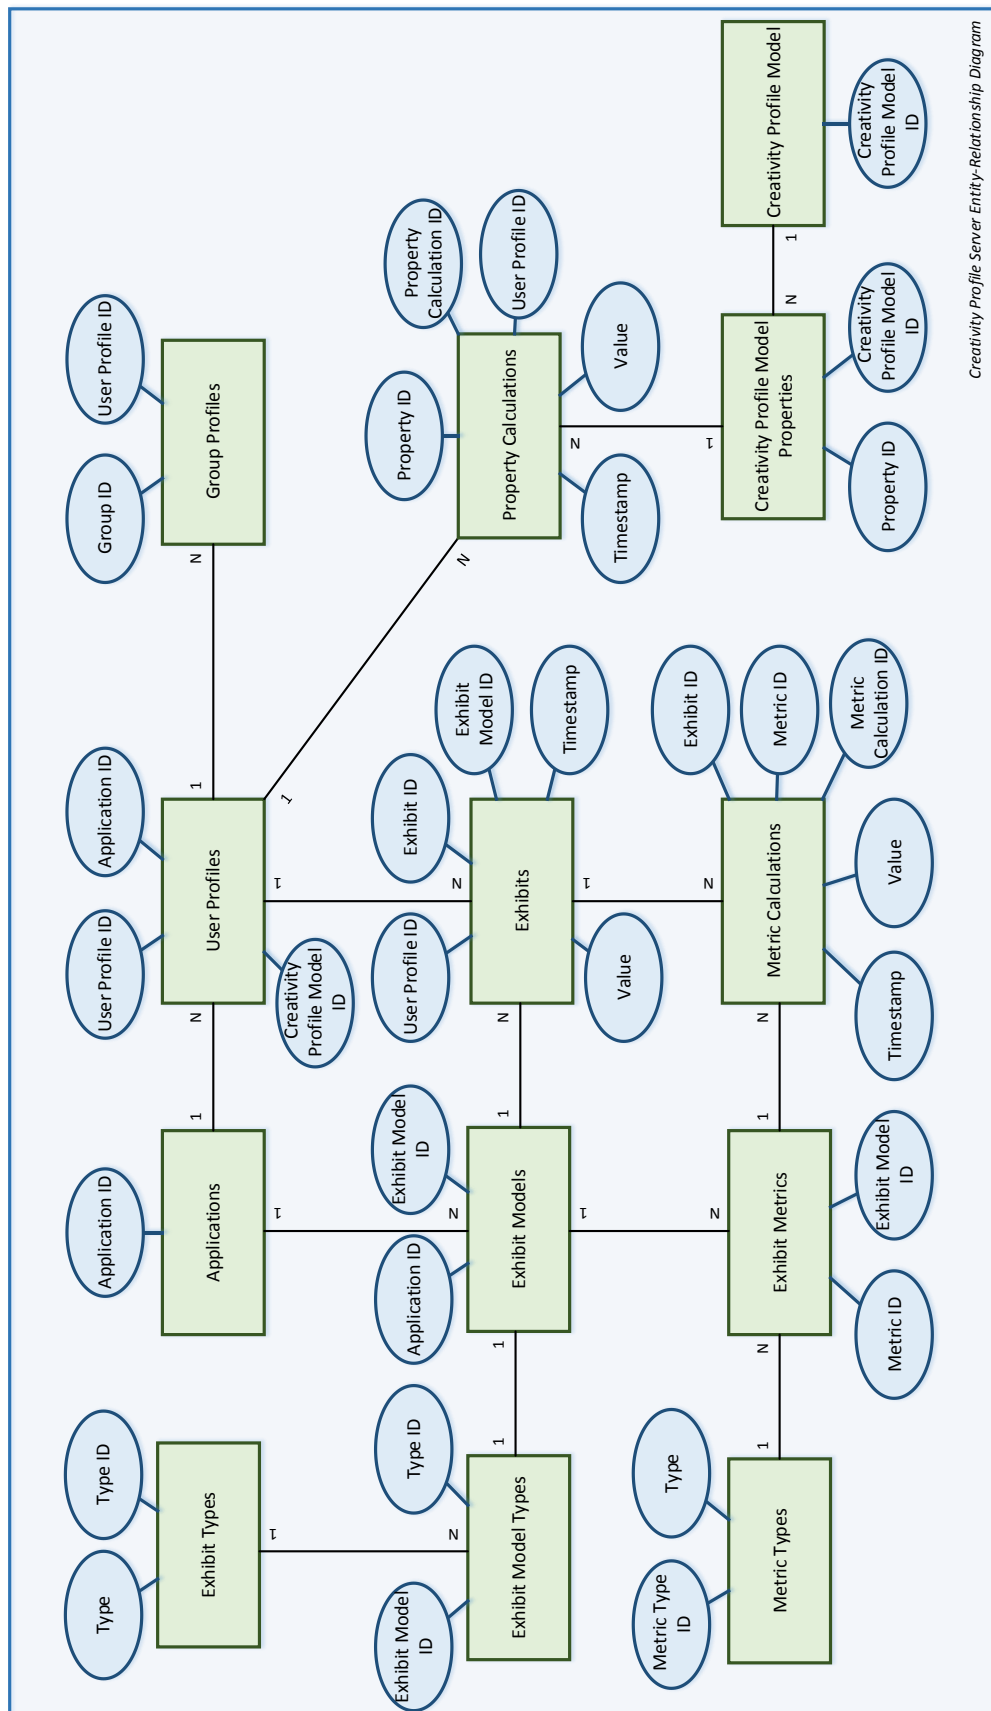 Type
Type ID
Application ID
User Profile ID
Application ID
Group ID
User Profile ID
Exhibit Types
Applications
1
N
User Profiles
1
N
Group Profiles
1
1
1
1
Creativity
Profile Model
ID
Exhibit Model
ID
Type ID
Application ID
Exhibit Model
ID
User Profile ID
Exhibit ID
Property ID
Property
Calculation ID
N
N
N
N
Exhibit
Model ID
User Profile ID
Exhibit Model Types
1
1
Exhibit Models
1
N
Exhibits
Timestamp
Property Calculations
1
1
N
Value
Timestamp
Value
Metric Type
ID
Type
Exhibit ID
N
N
1
Metric Types
1
N
Exhibit Metrics
1
N
Metric Calculations
Metric ID
Creativity Profile Model
Properties
N
1
Creativity Profile Model
Metric
Calculation ID
Metric ID
Exhibit Model
ID
Timestamp
Value
Property ID
Creativity
Profile Model
ID
Creativity
Profile Model
ID
Creativity Profile Server Entity-Relationship Diagram